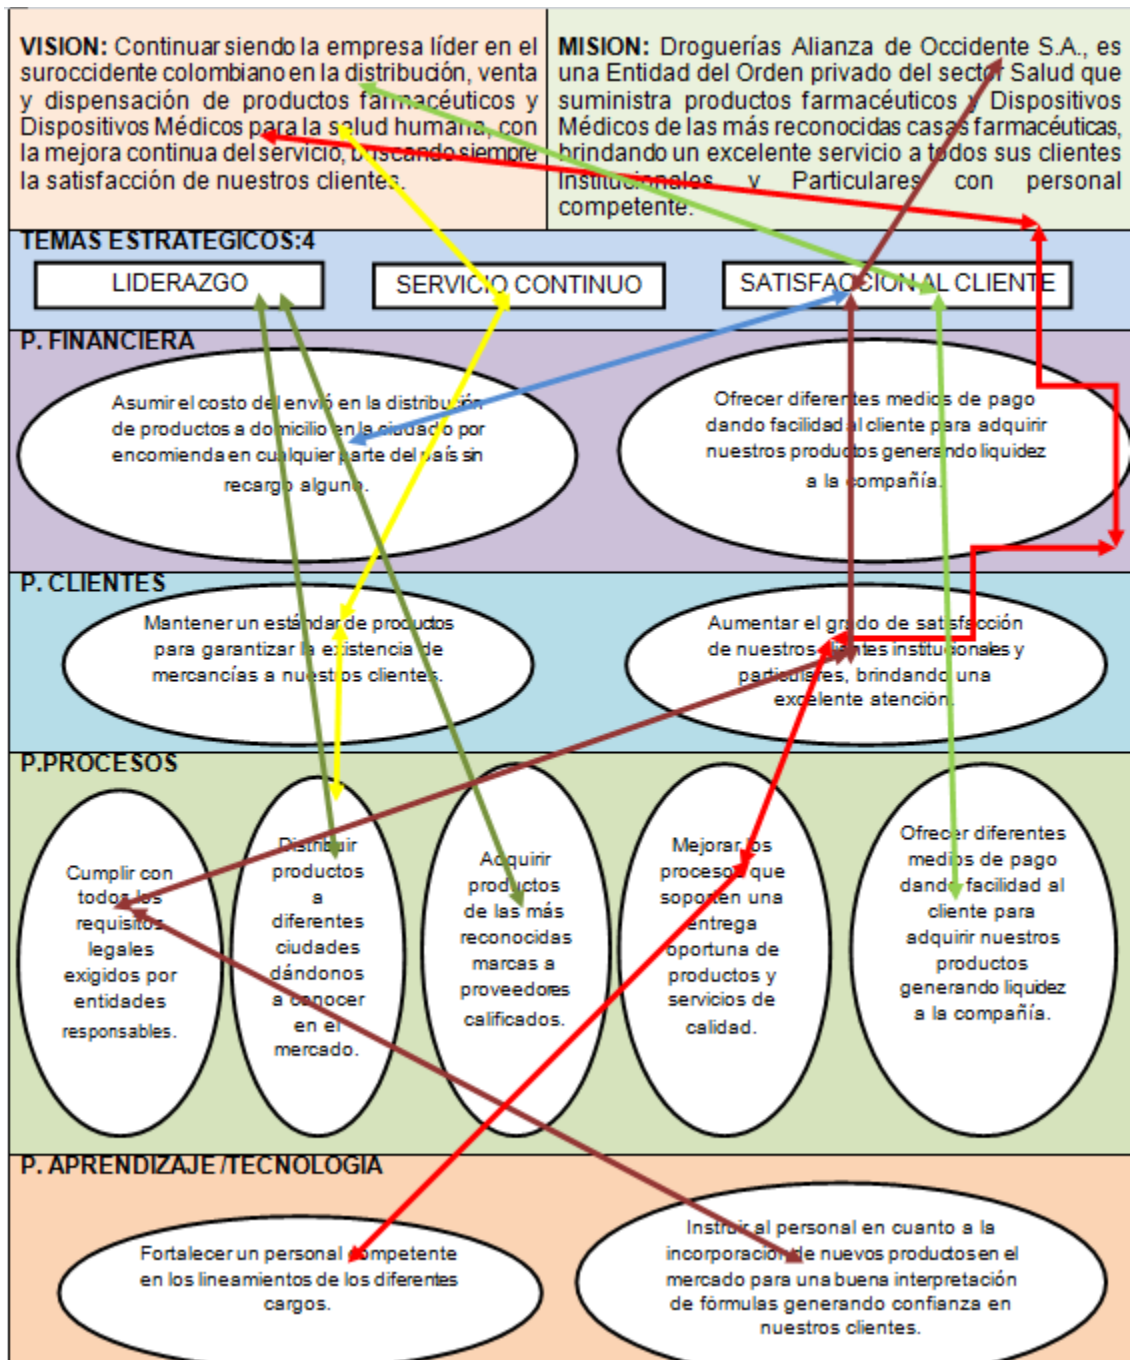 VISION: Continuar siendo la empresa líder en el
suroccidente colombiano en la distribución, venta
y dispensación de productos farmacéuticos y
Dispositivos Médicos para la salud humana, con
la mejora continua del servicio, buscando siempre
la satisfacción de nuestros clientes.
MISION: Droguerías Alianza de Occidente S.A., es
una Entidad del Orden privado del sector Salud que
suministra productos farmacéuticos y Dispositivos
Médicos de las más reconocidas casas farmacéuticas,
brindando un excelente servicio a todos sus clientes
Institucionales y Particulares con personal
competente.
TEMAS ESTRATEGICOS:4
LIDERAZGO
SERVICIO CONTINUO
SATISFACCION AL CLIENTE
P. FINANCIERA
Asumir el costo del envió en la distribución
de productos a domicilio en la ciudad o por
encomienda en cualquier parte del país sin
recargo alguno.
Ofrecer diferentes medios de pago
dando facilidad al cliente para adquirir
nuestros productos generando liquidez
a la compañía.
P. CLIENTES
Mantener un estándar de productos
para garantizar la existencia de
mercancías a nuestros clientes.
Aumentar el grado de satisfacción
de nuestros clientes institucionales y
particulares, brindando una
excelente atención.
P.PROCESOS
Cumplir con
todos los
requisitos
legales
exigidos por
entidades
responsables.
Distribuir
productos
a
diferentes
ciudades
dándonos
a conocer
en el
mercado.
Adquirir
productos
de las más
reconocidas
marcas a
proveedores
calificados.
Mejorar los
procesos que
soporten una
entrega
oportuna de
productos y
servicios de
calidad.
Ofrecer diferentes
medios de pago
dando facilidad al
cliente para
adquirir nuestros
productos
generando liquidez
a la compañía.
P. APRENDIZAJE /TECNOLOGIA
Fortalecer un personal competente
en los lineamientos de los diferentes
cargos.
Instruir al personal en cuanto a la
incorporación de nuevos productos en el
mercado para una buena interpretación
de fórmulas generando confianza en
nuestros clientes.